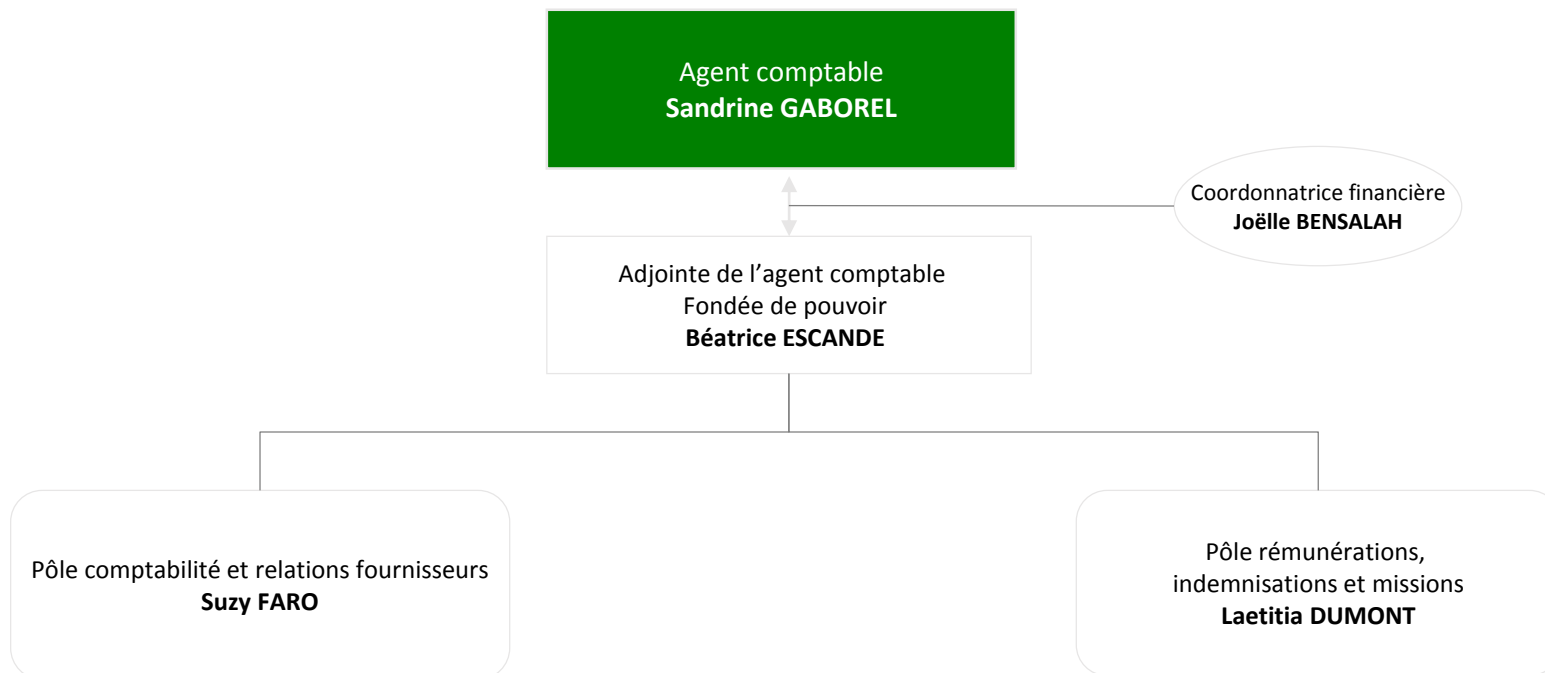 Agent comptable
Sandrine GABOREL
Coordonnatrice financière
Joëlle BENSALAH
Adjointe de l’agent comptable
Fondée de pouvoir
Béatrice ESCANDE
Pôle comptabilité et relations fournisseurs
Suzy FARO
Pôle rémunérations,
indemnisations et missions
Laetitia DUMONT